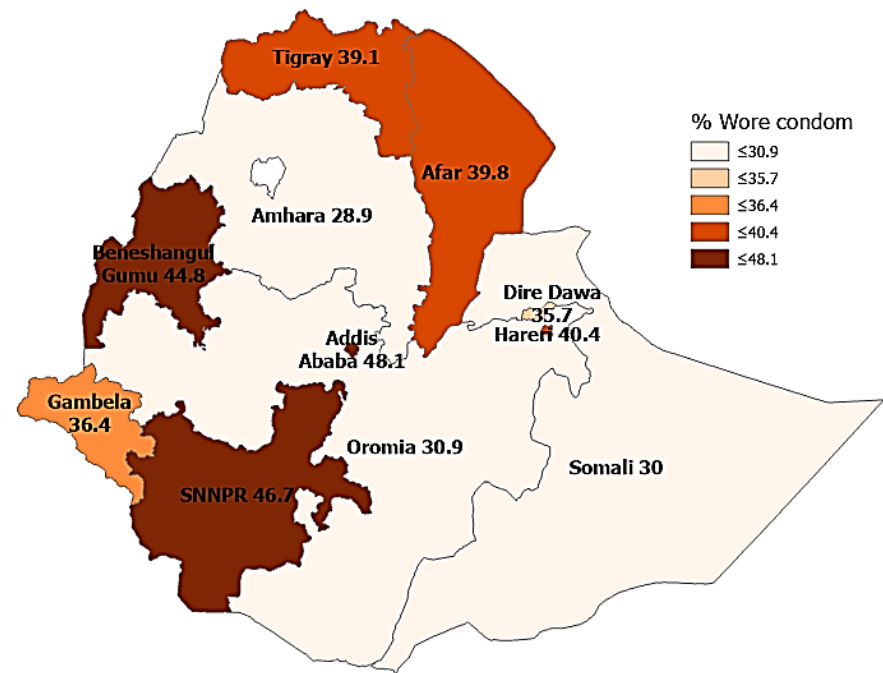 Tigray 39.1
% Wore condom
≤30.9
≤35.7
≤36.4
≤40.4
≤48.1
Afar 39.8
Amhara 28.9
Beneshangul
Gumu 44.8
Dire Dawa
35.7
Hareri 40.4
Addis
Ababa 48.1
Gambela
36.4
Oromia 30.9
Somali 30
SNNPR 46.7